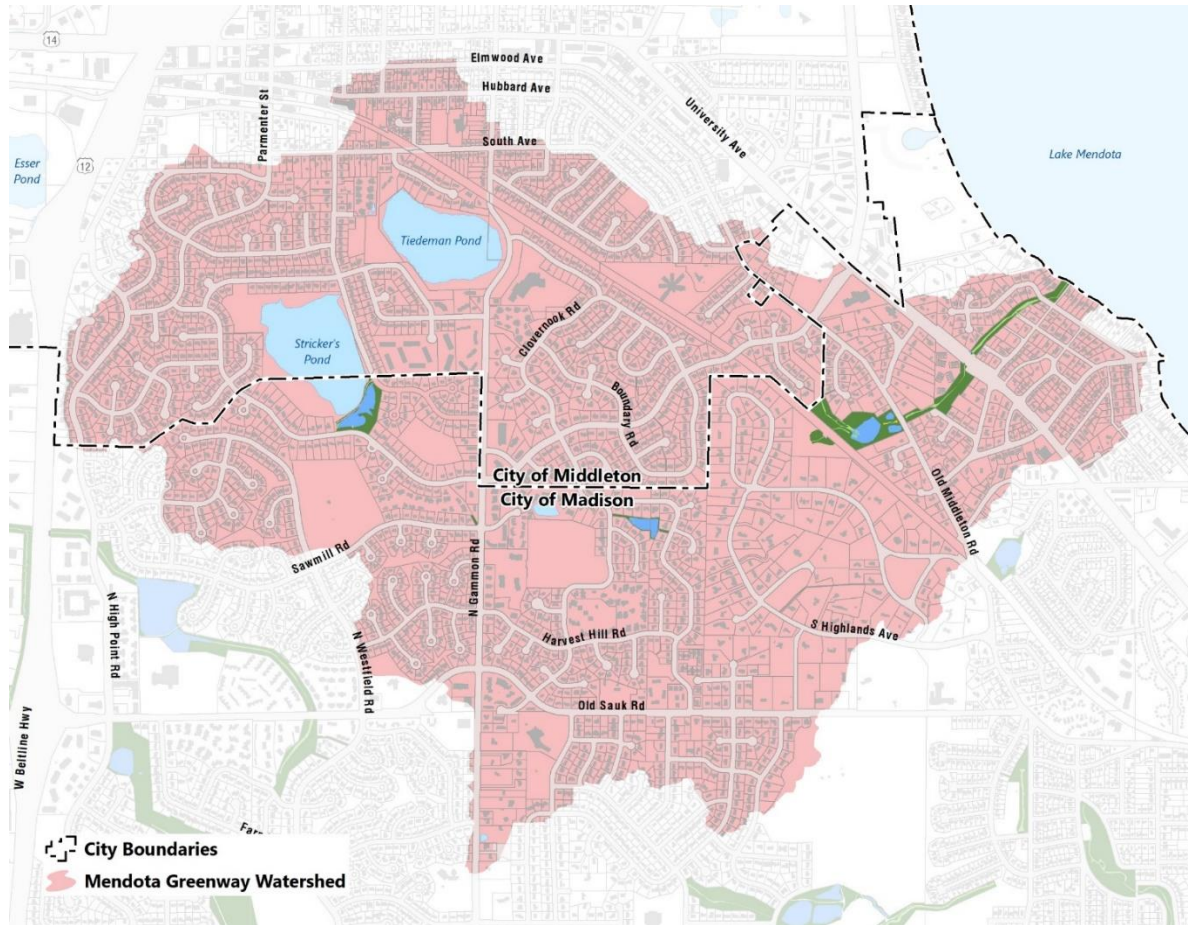 14
Elmwood Ave
Hubbard Ave
Parmenter St
University Ave
South Ave
Esser
Pond
12
Lake Mendota
Tiedeman Pond
Stricker's
Pond
Clovernook Rd
Boundary Rd
City of Middleton
City of Madison
Old Middleton Rd
Sawmill Rd
N Gammon Rd
N High Point Rd
N Westfield Rd
Harvest Hill Rd
S Highlands Ave
Old Sauk Rd
W Beltline Hwy
City Boundaries
Mendota Greenway Watershed